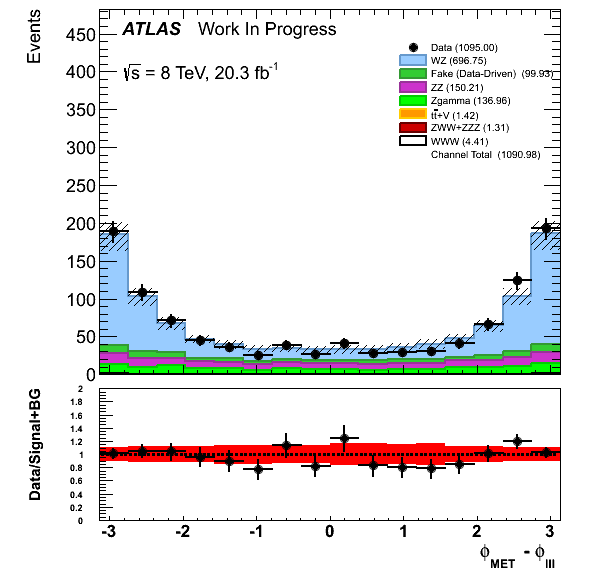 Events
450
400
350
300
250
200
150
100
50
0
ATLAS Work In Progress
√s = 8 TeV, 20.3 fb-1
Data (1095.00)
WZ (696.75)
Fake (Data-Driven) (99.93)
ZZ (150.21)
Zgamma (136.96)
tt+V (1.42)
ZWW+ZZZ (1.31)
WWW (4.41)
Channel Total (1090.98)
Data/Signal+BG
2
1.8
1.6
1.4
1.2
1
0.8
0.6
0.4
0.2
0
-3 -2 -1 0 1 2 3
ϕMET - ϕlll